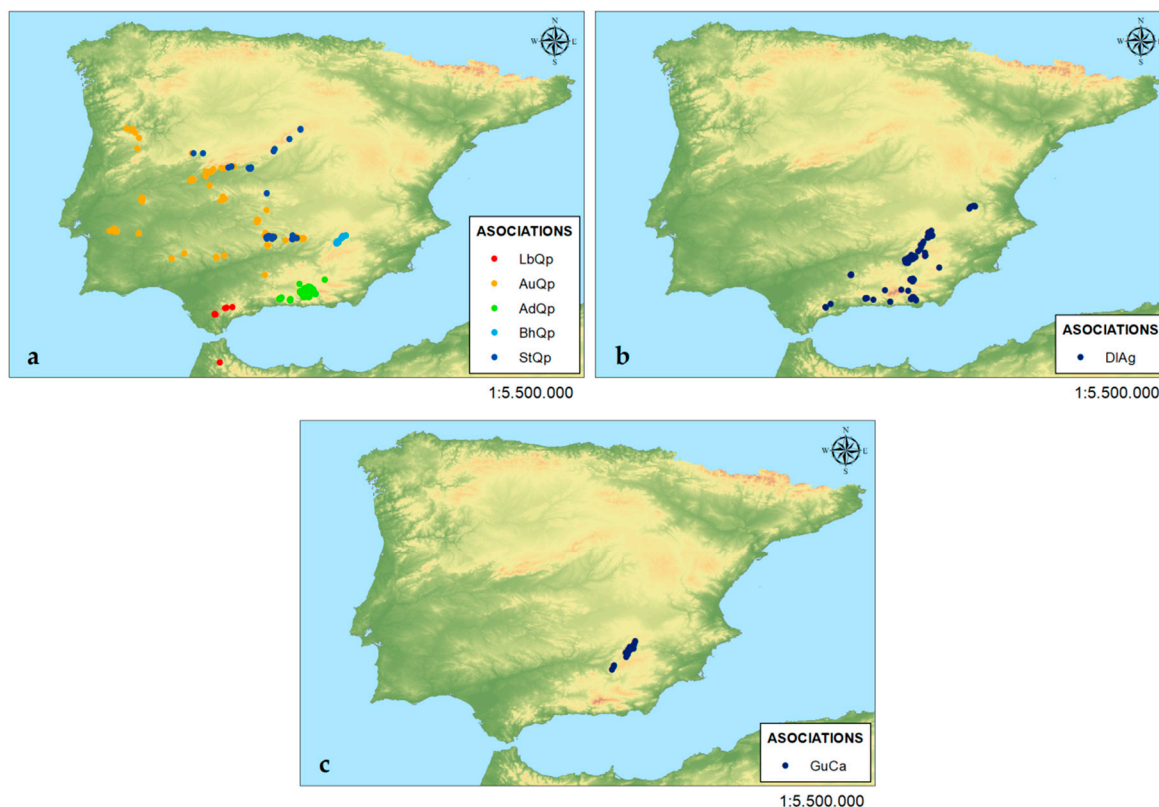 N
W E
S
a
ASOCIATIONS
LbQp
AuQp
AdQp
BhQp
StQp
1:5.500.000
N
W E
S
b
ASOCIATIONS
DIAg
1:5.500.000
N
W E
S
c
ASOCIATIONS
GuCa
1:5.500.000